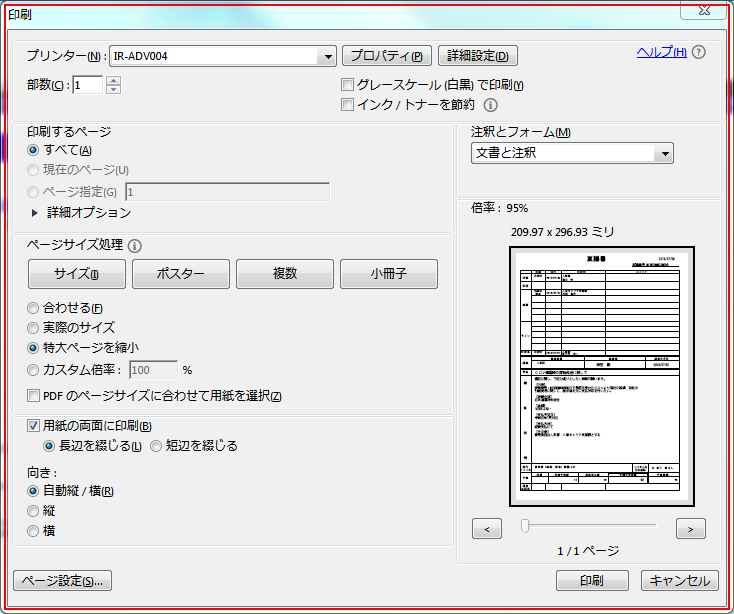 印刷
プリンター(N): IR-ADV004 プロパティ(P) 詳細設定(D) ヘルプ(H)
部数(C): 1 グレースケール (白黒) で印刷(Y)
インク / トナーを節約
印刷するページ
すべて(A)
現在のページ(U)
ページ指定(G) 1
詳細オプション
注釈とフォーム(M)
文書と注釈
ページサイズ処理
サイズ(I) ポスター 複数 小冊子
合わせる(F)
実際のサイズ
特大ページを縮小
カスタム倍率: 100 %
PDF のページサイズに合わせて用紙を選択(Z)
用紙の両面に印刷(B)
長辺を綴じる(L) 短辺を綴じる
向き:
自動縦 / 横(R)
縦
横
倍率: 95%
209.97 x 296.93 ミリ
稟議書
< >
1 / 1 ページ
ページ設定(S)... 印刷 キャンセル